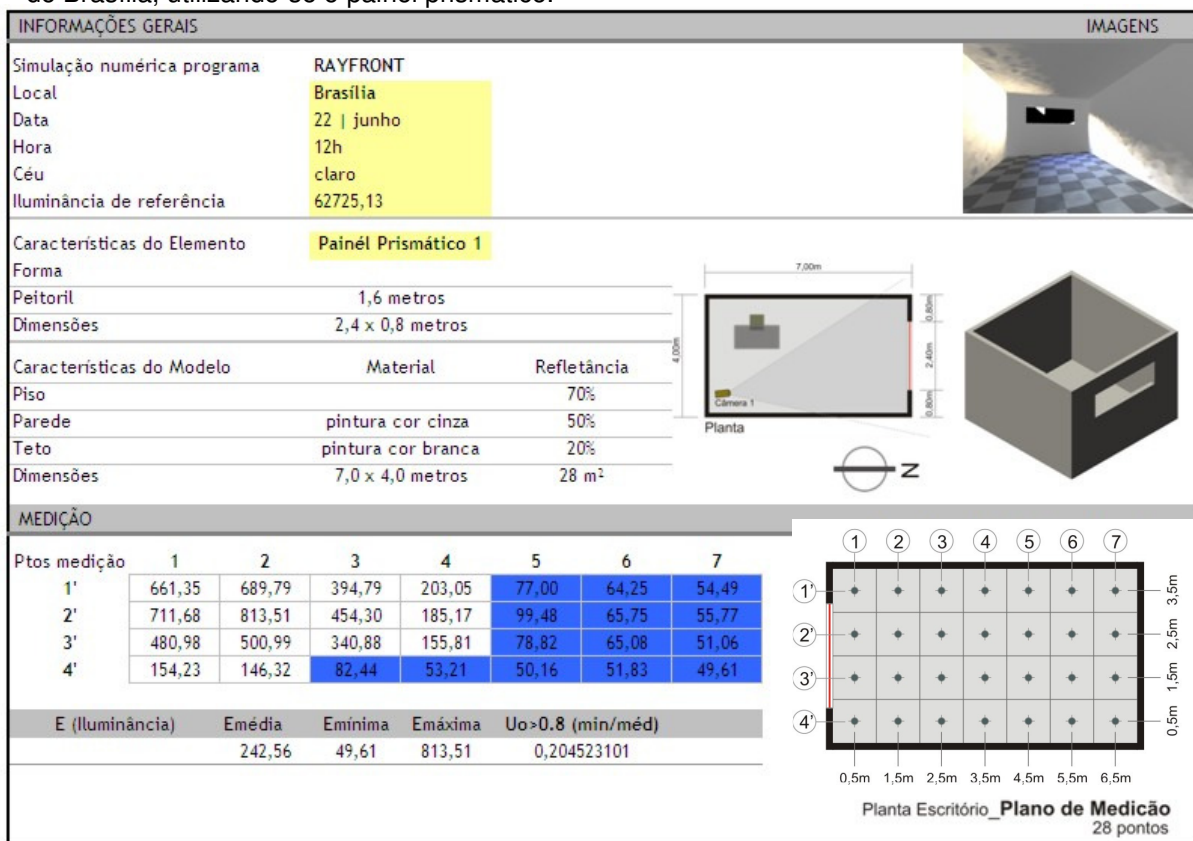 de Brasília, utilizando-se o painel prismático.
INFORMAÇÕES GERAIS IMAGENS
Simulação numérica programa RAYFRONT
Local Brasília
Data 22 | junho
Hora 12h
Céu claro
Iluminância de referência 62725,13
Características do Elemento Painél Prismático 1
Forma
Peitoril 1,6 metros
Dimensões 2,4 x 0,8 metros
Características do Modelo Material Refletância
Piso 70%
Parede pintura cor cinza 50%
Teto pintura cor branca 20%
Dimensões 7,0 x 4,0 metros 28 m²
7,00m
4,00m
0,80m
2,40m
0,80m
Câmera 1
Planta
N
MEDIÇÃO
Ptos medição 1 2 3 4 5 6 7
1' 661,35 689,79 394,79 203,05 77,00 64,25 54,49
2' 711,68 813,51 454,30 185,17 99,48 65,75 55,77
3' 480,98 500,99 340,88 155,81 78,82 65,08 51,06
4' 154,23 146,32 82,44 53,21 50,16 51,83 49,61
E (Iluminância) Emédia Emínima Emáxima Uo>0.8 (min/méd)
242,56 49,61 813,51 0,204523101
1 2 3 4 5 6 7
1' 3,5m
2' 2,5m
3' 1,5m
4' 0,5m
0,5m 1,5m 2,5m 3,5m 4,5m 5,5m 6,5m
Planta Escritório_Plano de Medicão
28 pontos